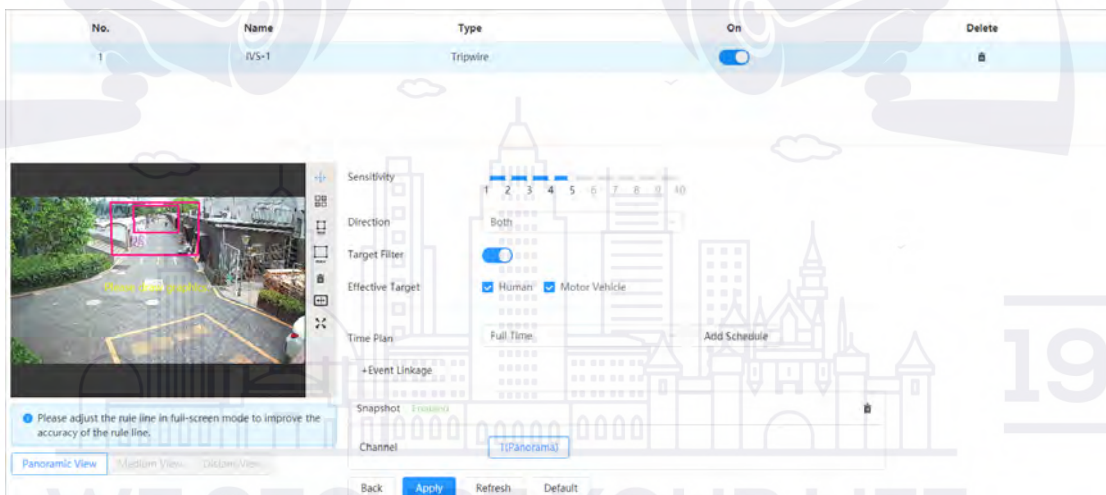 No. Name Type On Delete
1 IVS-1 Tripwire
Sensitivity
1 2 3 4 5 6 7 8 9 10
Direction Both
Target Filter
Effective Target Human Motor Vehicle
Time Plan Full Time Add Schedule
+Event Linkage
Please adjust the rule line in full-screen mode to improve the
accuracy of the rule line.
Snapshot
Channel 1(Panorama)
Panoramic View Medium View
Back Apply Refresh Default
19